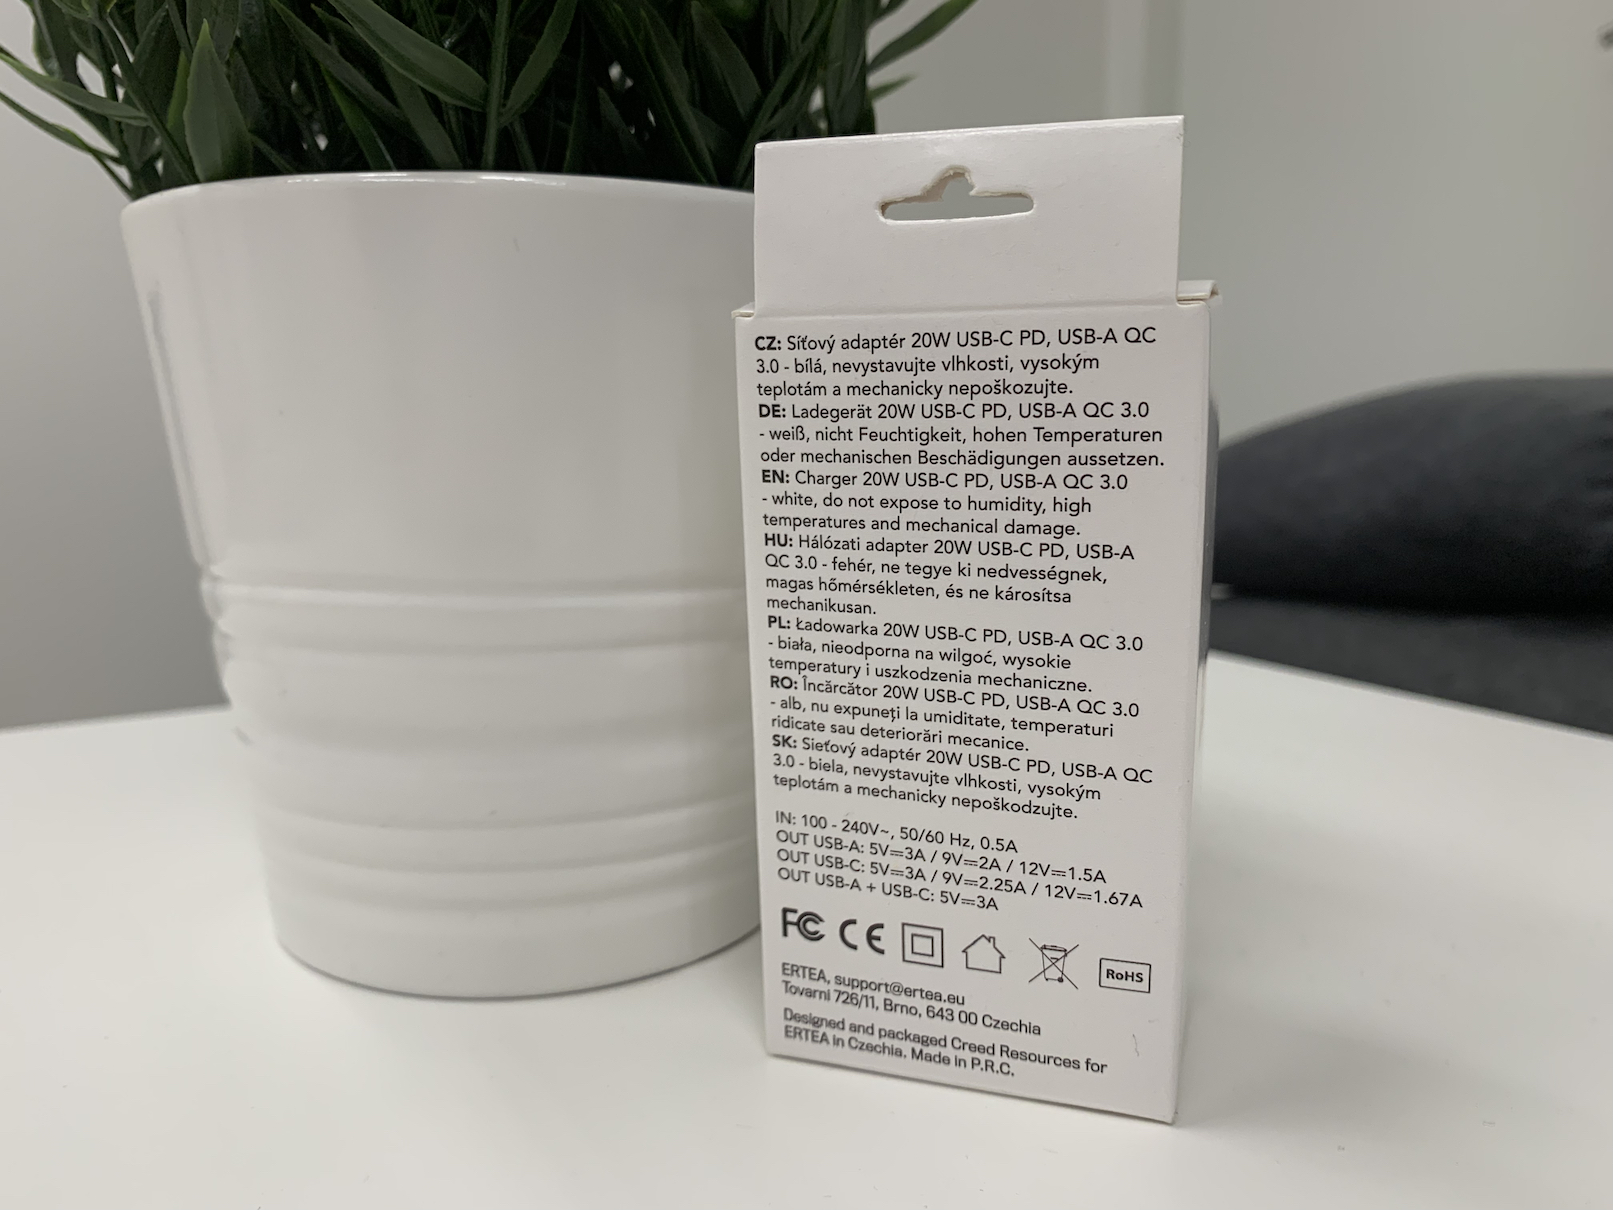 CZ: Síťový adaptér 20W USB-C PD, USB-A QC
3.0 - bílá, nevystavujte vlhkosti, vysokým
teplotám a mechanicky nepoškozujte.
DE: Ladegerät 20W USB-C PD, USB-A QC 3.0
- weiß, nicht Feuchtigkeit, hohen Temperaturen
oder mechanischen Beschädigungen aussetzen.
EN: Charger 20W USB-C PD, USB-A QC 3.0
- white, do not expose to humidity, high
temperatures and mechanical damage.
HU: Hálózati adapter 20W USB-C PD, USB-A
QC 3.0 - fehér, ne tegye ki nedvességnek,
magas hőmérsékleten, és ne károsítsa
mechanikusan.
PL: Ładowarka 20W USB-C PD, USB-A QC 3.0
- biała, nieodporna na wilgoć, wysokie
temperatury i uszkodzenia mechaniczne.
RO: Încărcător 20W USB-C PD, USB-A QC 3.0
- alb, nu expuneți la umiditate, temperaturi
ridicate sau deteriorări mecanice.
SK: Sieťový adaptér 20W USB-C PD, USB-A QC
3.0 - biela, nevystavujte vlhkosti, vysokým
teplotám a mechanicky nepoškodzujte.
IN: 100 - 240V~, 50/60 Hz, 0.5A
OUT USB-A: 5V⎓3A / 9V⎓2A / 12V⎓1.5A
OUT USB-C: 5V⎓3A / 9V⎓2.25A / 12V⎓1.67A
OUT USB-A + USB-C: 5V⎓3A
FC CE RoHS
ERTEA, support@ertea.eu
Tovarni 726/11, Brno, 643 00 Czechia
Designed and packaged Creed Resources for
ERTEA in Czechia. Made in P.R.C.